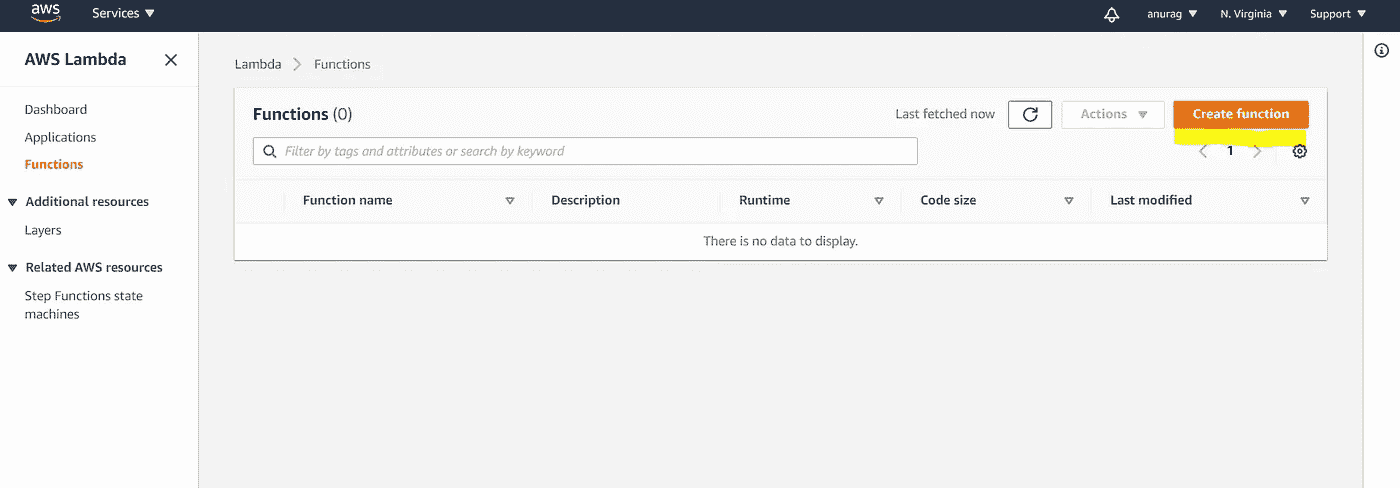 aws
Services
anurag
N. Virginia
Support
AWS Lambda
Dashboard
Applications
Functions
Additional resources
Layers
Related AWS resources
Step Functions state
machines
Lambda Functions
Functions (0)
Last fetched now
Actions
Create function
Filter by tags and attributes or search by keyword
1
Function name
Description
Runtime
Code size
Last modified
There is no data to display.